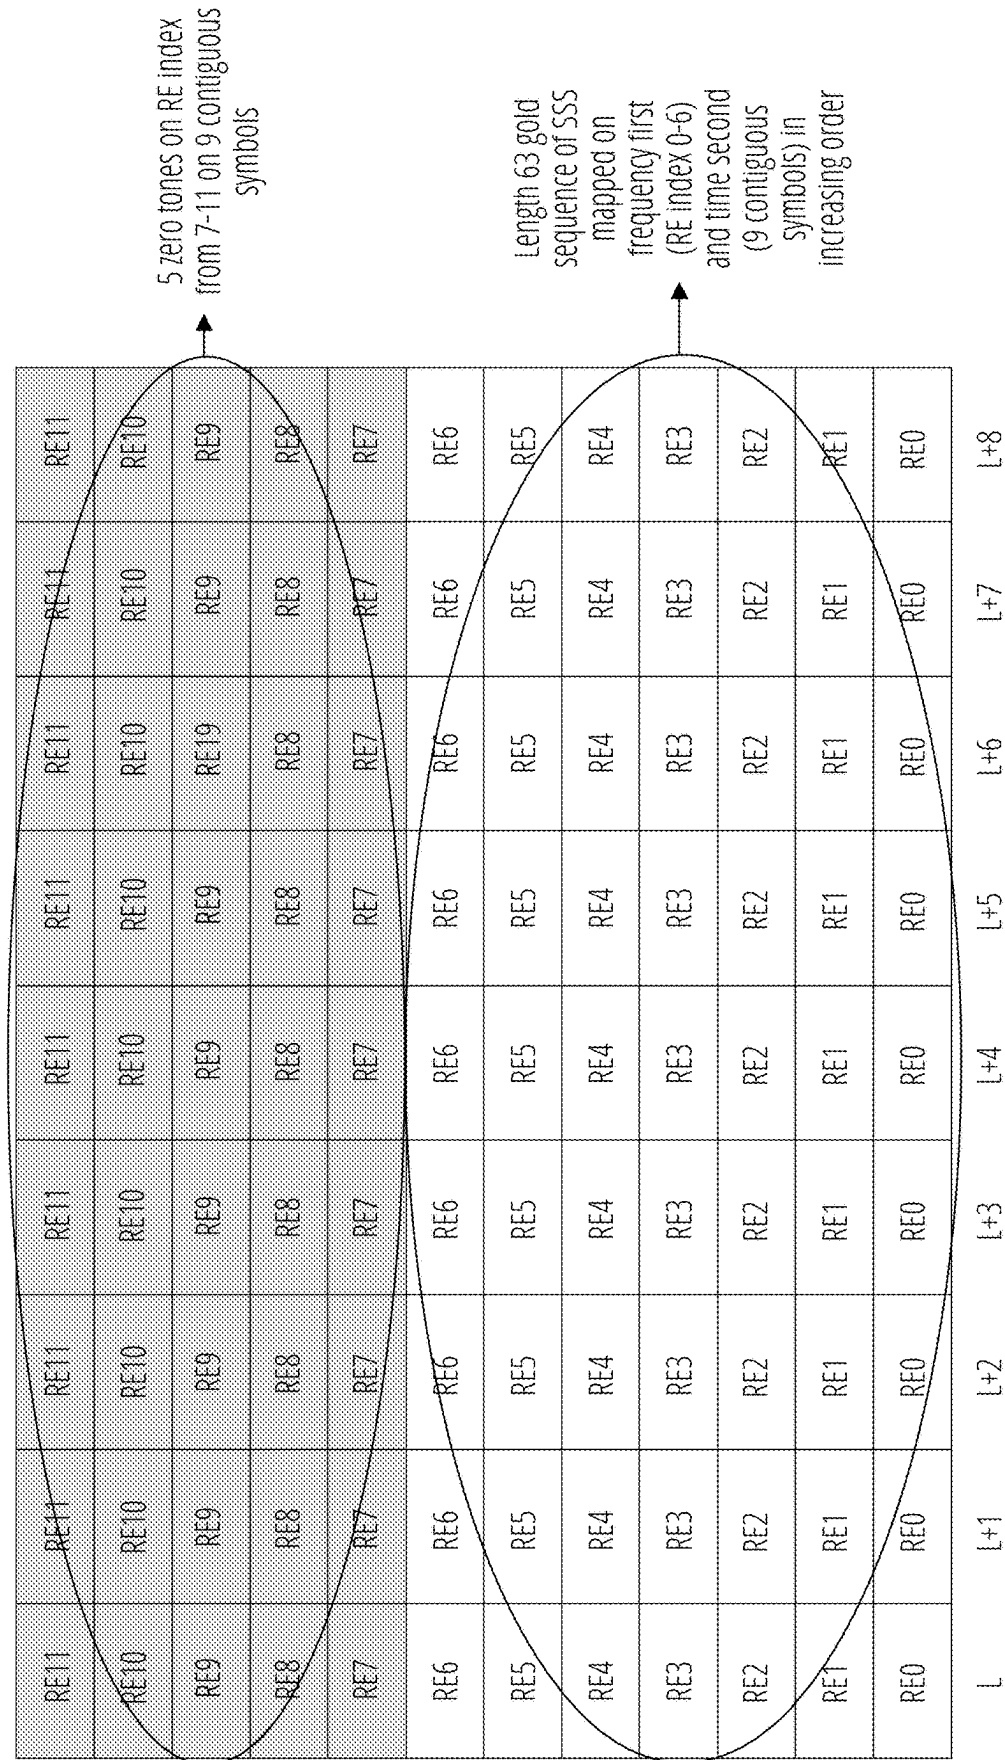 RE11 RE11 RE11 RE11 RE11 RE11 RE11 RE11 RE11
RE10 RE10 RE10 RE10 RE10 RE10 RE10 RE10 RE10
RE9 RE9 RE9 RE9 RE9 RE9 RE19 RE9 RE9
RE8 RE8 RE8 RE8 RE8 RE8 RE8 RE8 RE8
RE7 RE7 RE7 RE7 RE7 RE7 RE7 RE7 RE7
RE6 RE6 RE6 RE6 RE6 RE6 RE6 RE6 RE6
RE5 RE5 RE5 RE5 RE5 RE5 RE5 RE5 RE5
RE4 RE4 RE4 RE4 RE4 RE4 RE4 RE4 RE4
RE3 RE3 RE3 RE3 RE3 RE3 RE3 RE3 RE3
RE2 RE2 RE2 RE2 RE2 RE2 RE2 RE2 RE2
RE1 RE1 RE1 RE1 RE1 RE1 RE1 RE1 RE1
RE0 RE0 RE0 RE0 RE0 RE0 RE0 RE0 RE0
L L+1 L+2 L+3 L+4 L+5 L+6 L+7 L+8
5 zero tones on RE index
from 7-11 on 9 contiguous
symbols
Length 63 gold
sequence of SSS
mapped on
frequency first
(RE index 0-6)
and time second
(9 contiguous
symbols) in
increasing order